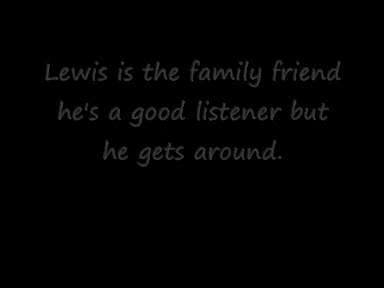 Lewis is the family friend
he's a good listener but
he gets around.